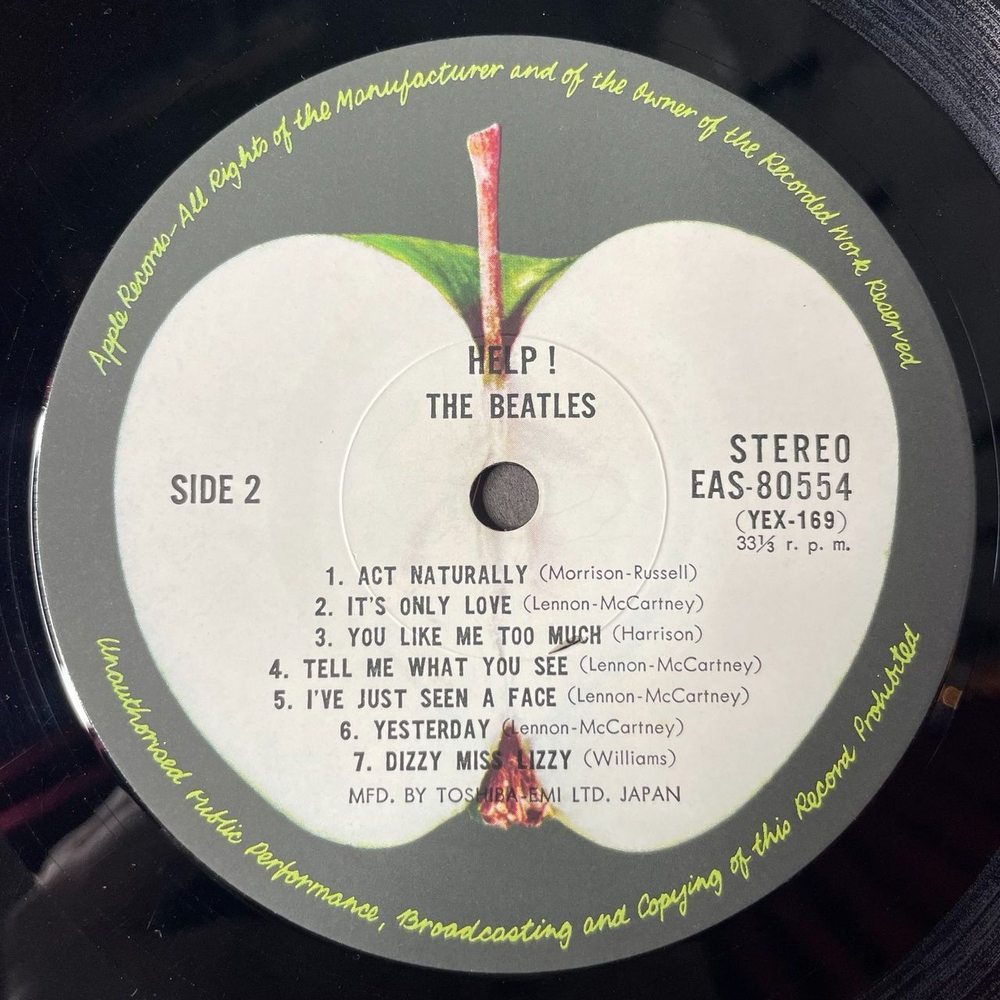 Apple Records-All Rights of the Manufacturer and of the Owner of the Recorded Work Reserved
HELP !
THE BEATLES
SIDE 2
STEREO
EAS-80554
(YEX-169)
33⅓ r. p. m.
1. ACT NATURALLY (Morrison-Russell)
2. IT'S ONLY LOVE (Lennon-McCartney)
3. YOU LIKE ME TOO MUCH (Harrison)
4. TELL ME WHAT YOU SEE (Lennon-McCartney)
5. I'VE JUST SEEN A FACE (Lennon-McCartney)
6. YESTERDAY (Lennon-McCartney)
7. DIZZY MISS LIZZY (Williams)
MFD. BY TOSHIBA-EMI LTD. JAPAN
Unauthorised Public Performance, Broadcasting and Copying of this Record Prohibited